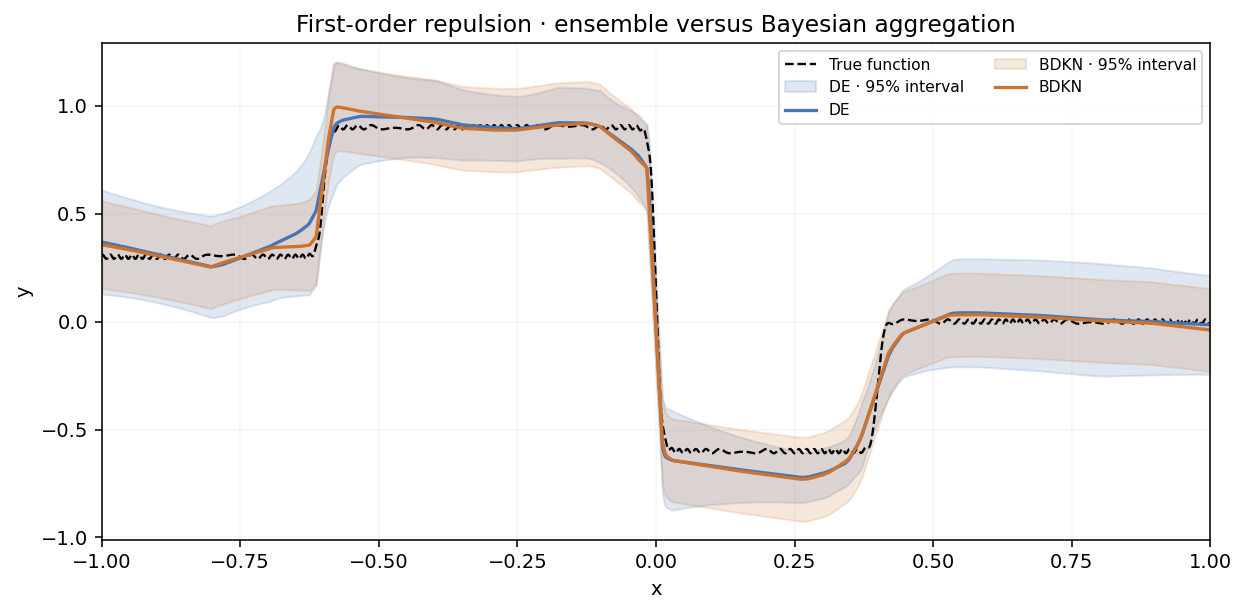 First-order repulsion · ensemble versus Bayesian aggregation
True function
DE · 95% interval
DE
BDKN · 95% interval
BDKN
y
1.0
0.5
0.0
−0.5
−1.0
−1.00 −0.75 −0.50 −0.25 0.00 0.25 0.50 0.75 1.00
x